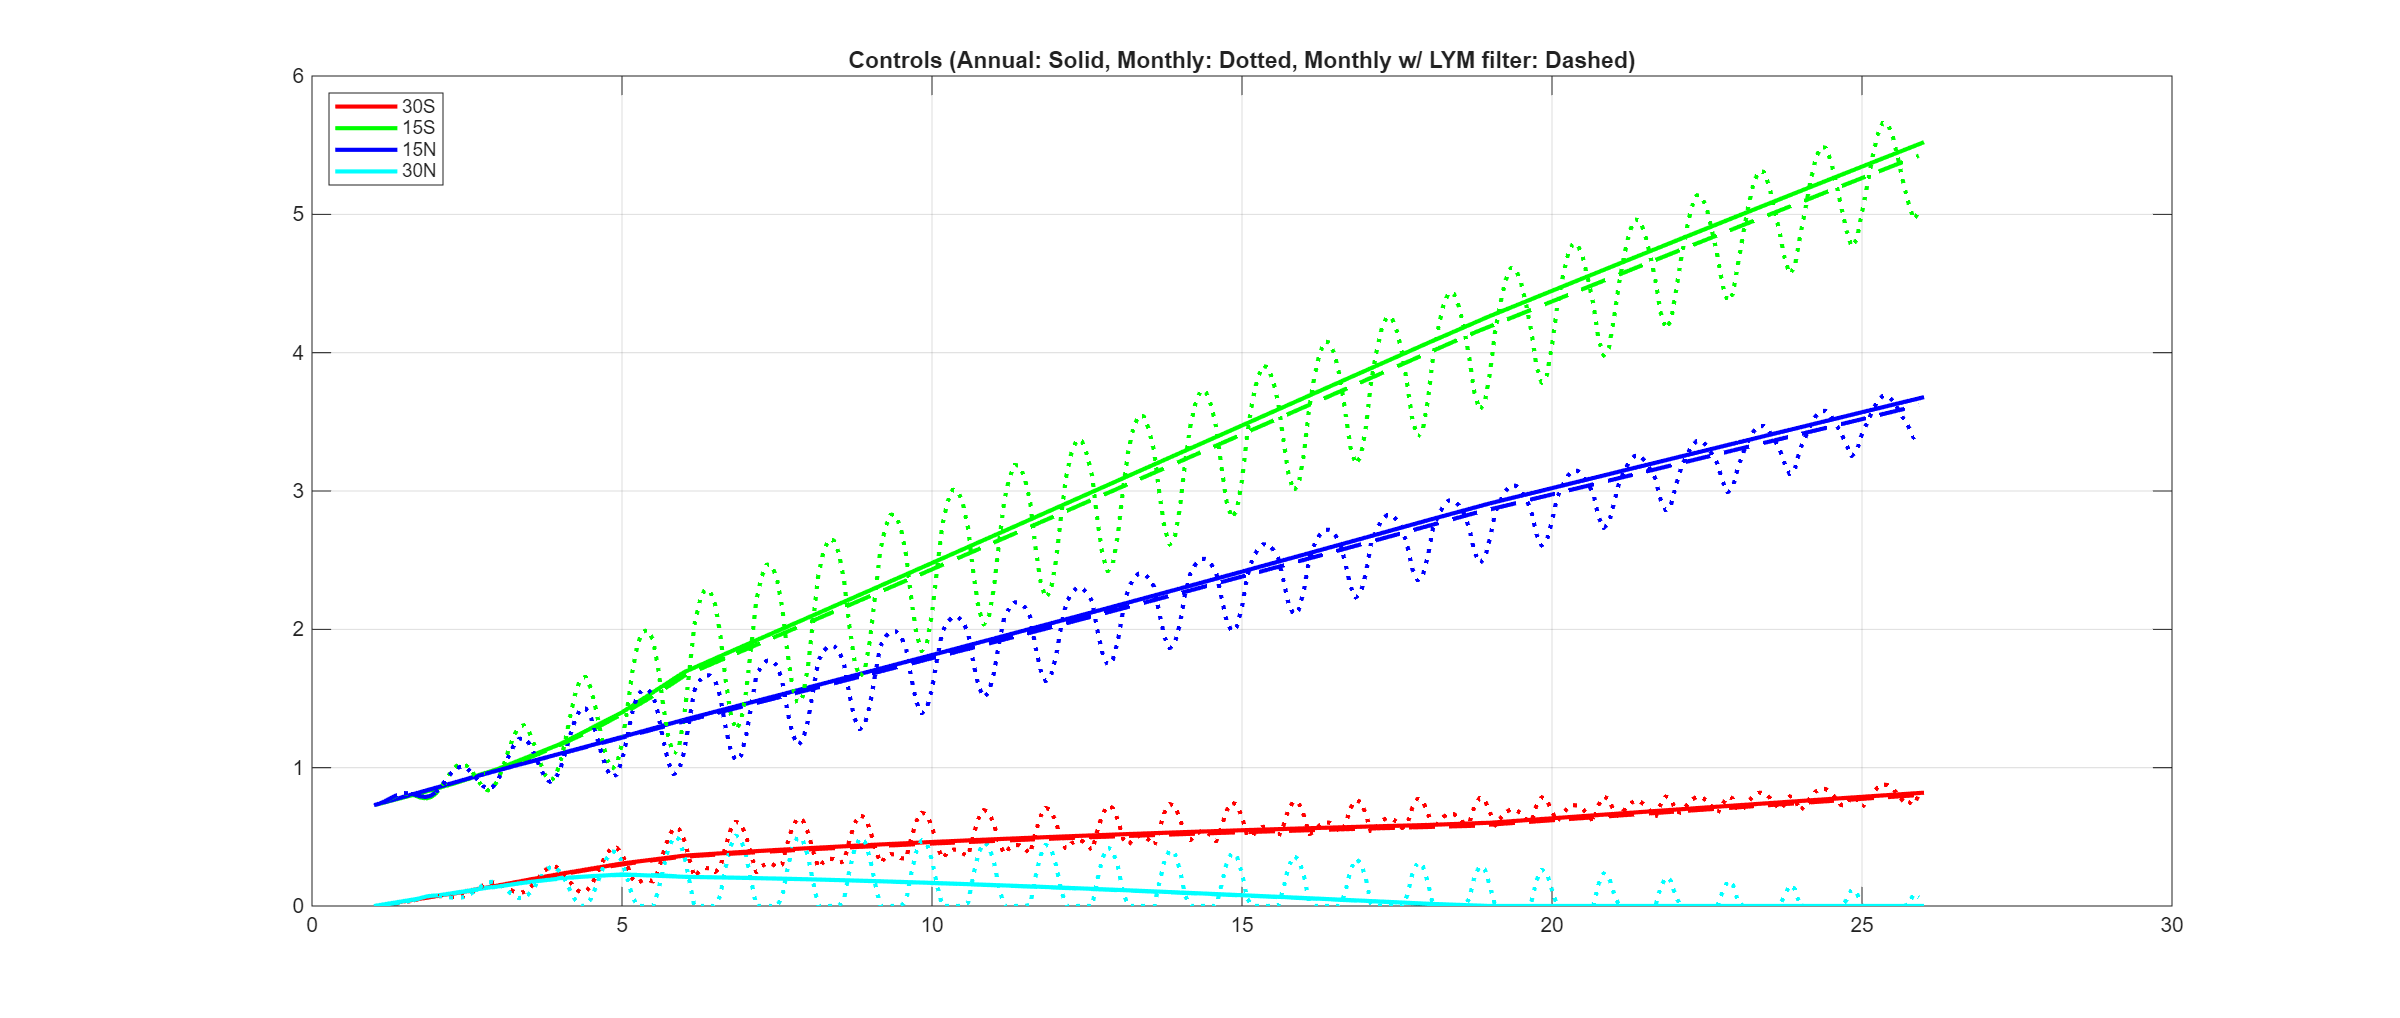 Controls (Annual: Solid, Monthly: Dotted, Monthly w/ LYM filter: Dashed)
6
30S
15S
15N
30N
5
4
3
2
1
0
0 5 10 15 20 25 30